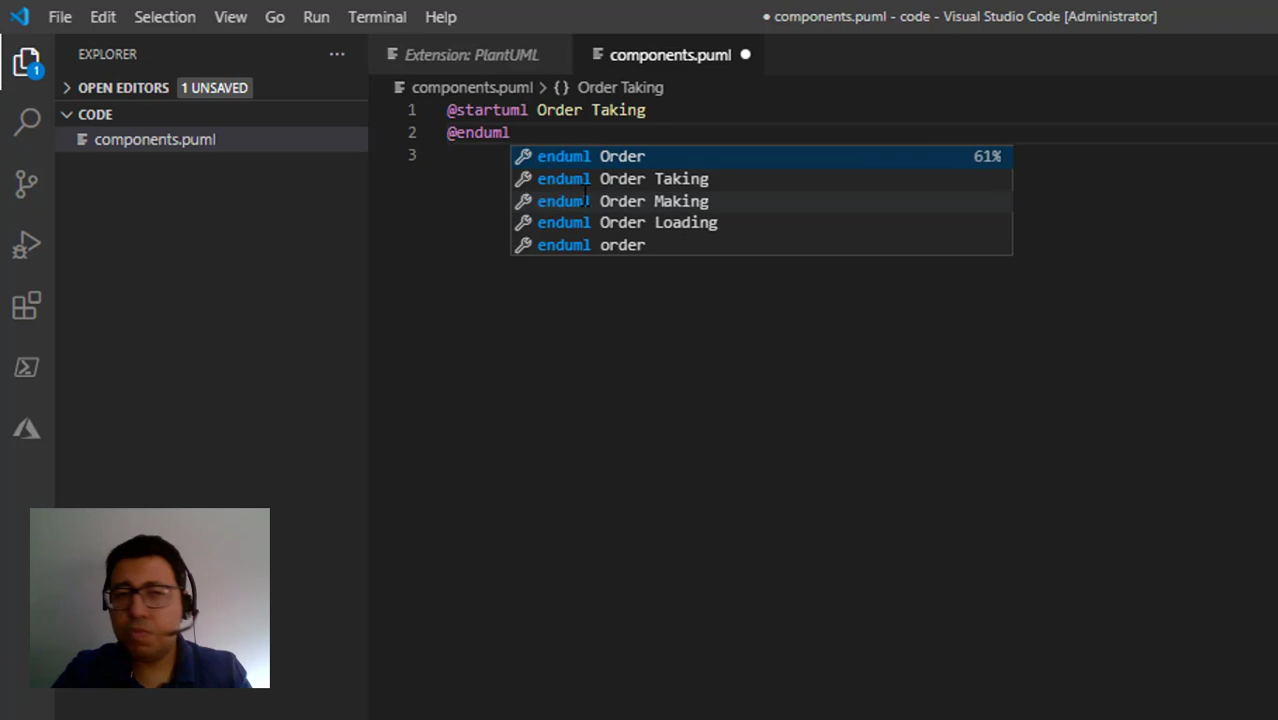 File Edit Selection View Go Run Terminal Help
● components.puml - code - Visual Studio Code [Administrator]
EXPLORER ···
Extension: PlantUML
components.puml ●
1
OPEN EDITORS 1 UNSAVED
CODE
components.puml
components.puml > {} Order Taking
1 @startuml Order Taking
2 @enduml
3
enduml Order 61%
enduml Order Taking
enduml Order Making
enduml Order Loading
enduml order